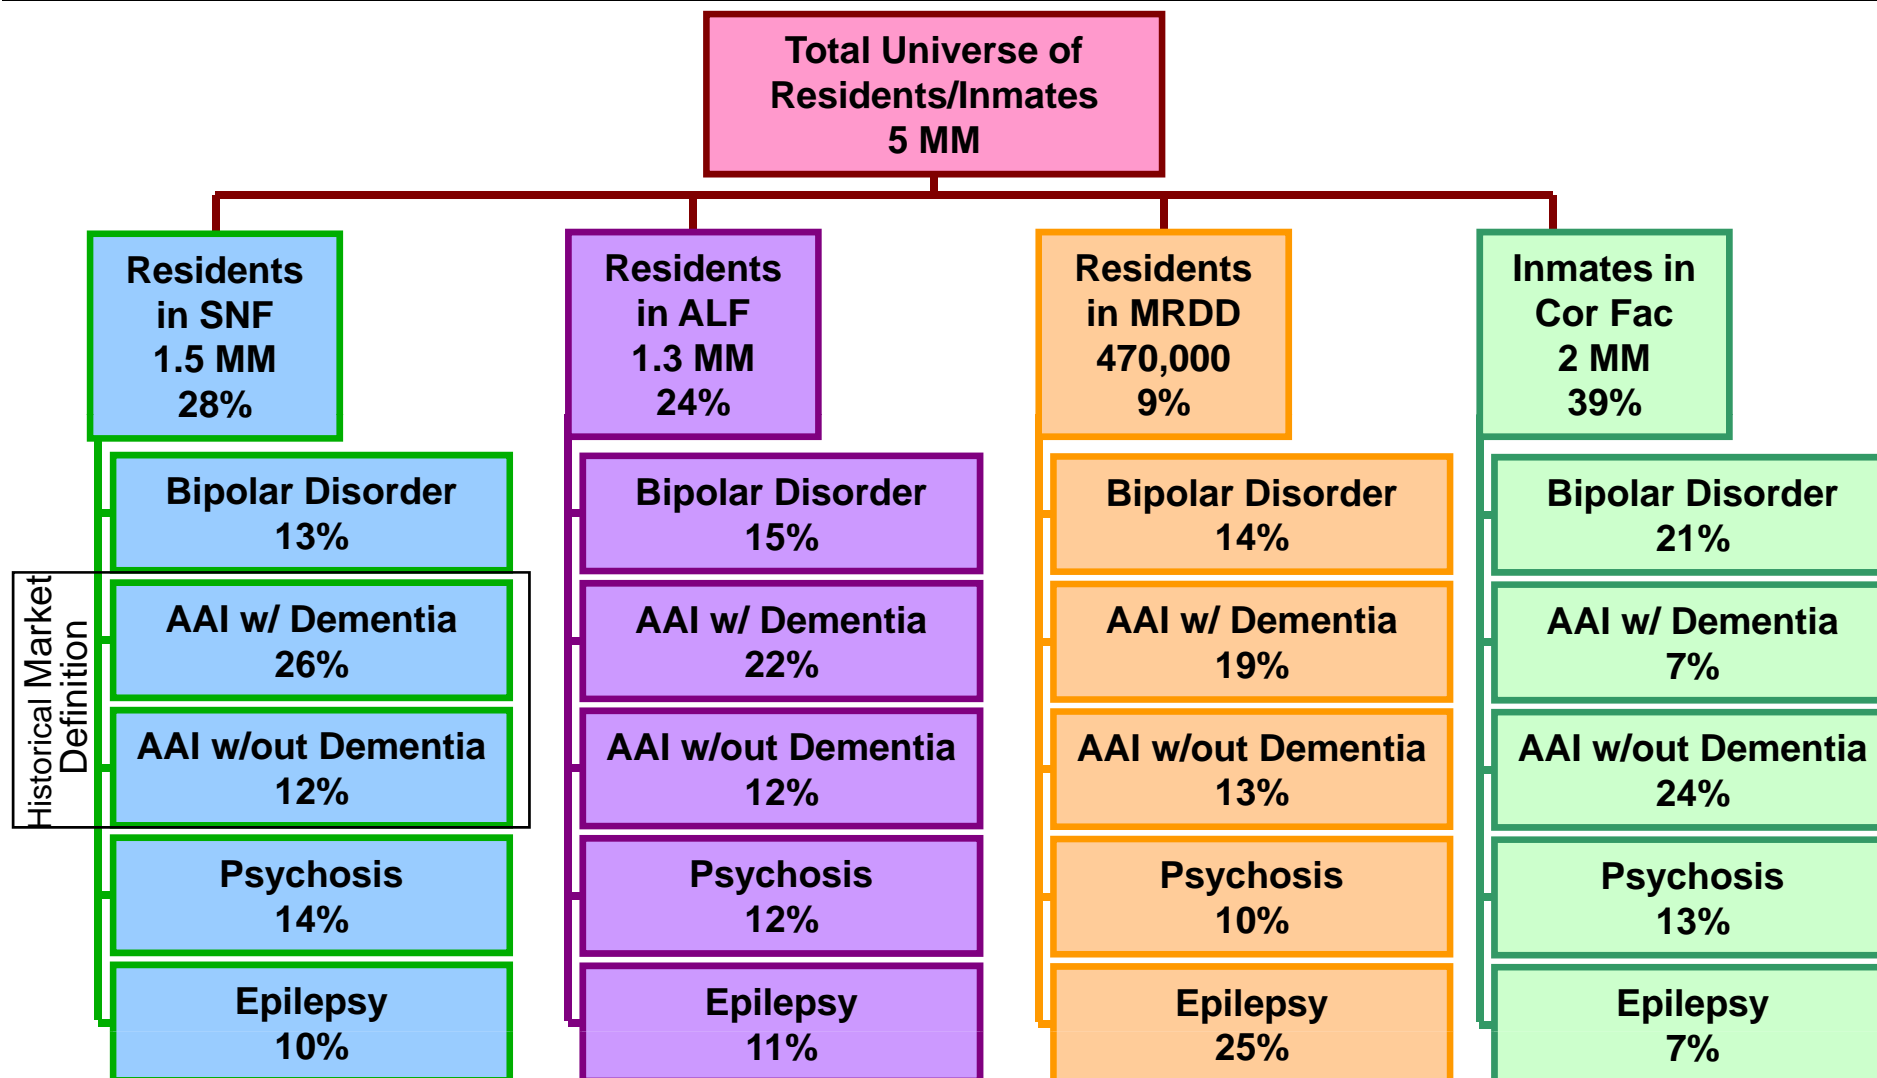 Total Universe of
Residents/Inmates
5 MM
Residents
in SNF
1.5 MM
28%
Residents
in ALF
1.3 MM
24%
Residents
in MRDD
470,000
9%
Inmates in
Cor Fac
2 MM
39%
Historical Market
Definition
Bipolar Disorder
13%
AAI w/ Dementia
26%
AAI w/out Dementia
12%
Psychosis
14%
Epilepsy
10%
Bipolar Disorder
15%
AAI w/ Dementia
22%
AAI w/out Dementia
12%
Psychosis
12%
Epilepsy
11%
Bipolar Disorder
14%
AAI w/ Dementia
19%
AAI w/out Dementia
13%
Psychosis
10%
Epilepsy
25%
Bipolar Disorder
21%
AAI w/ Dementia
7%
AAI w/out Dementia
24%
Psychosis
13%
Epilepsy
7%